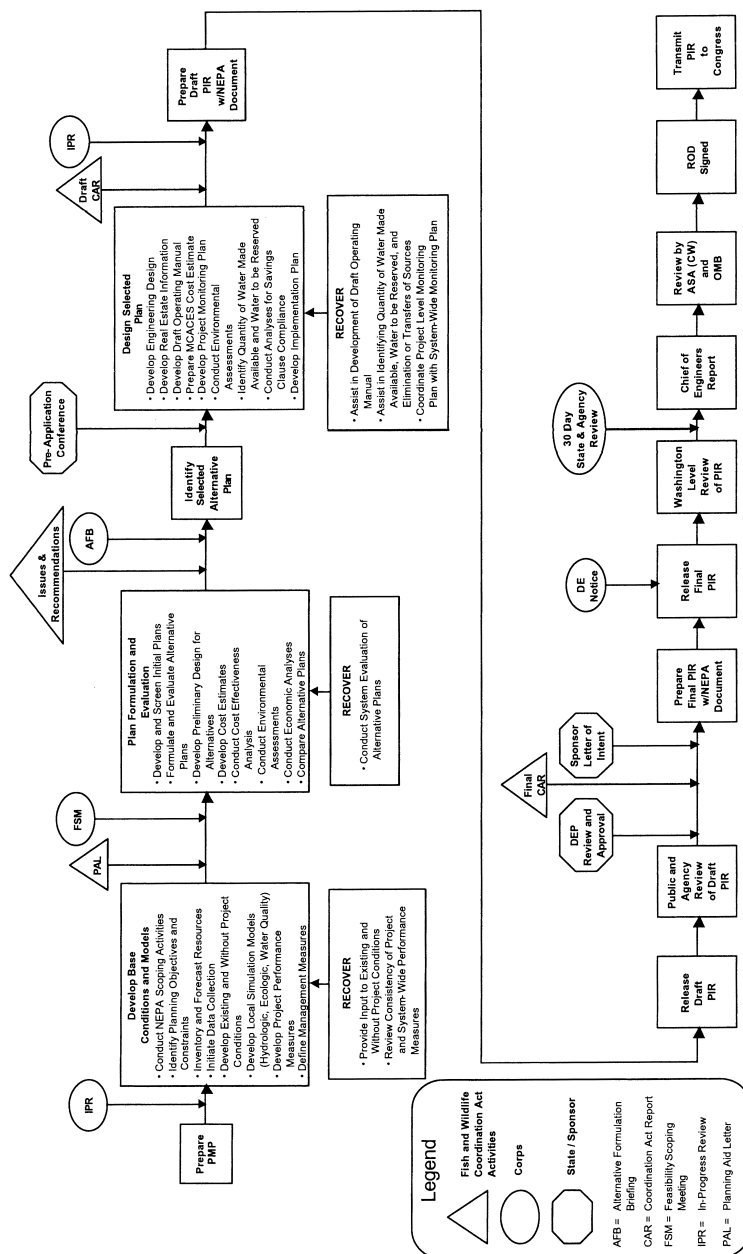 IPR
Prepare
PMP
Develop Base
Conditions and Models
• Conduct NEPA Scoping Activities
• Identify Planning Objectives and
Constraints
• Inventory and Forecast Resources
• Initiate Data Collection
• Develop Existing and Without Project
Conditions
• Develop Local Simulation Models
(Hydrologic, Ecologic, Water Quality)
• Develop Project Performance
Measures
• Define Management Measures
RECOVER
• Provide Input to Existing and
Without Project Conditions
• Review Consistency of Project
and System-Wide Performance
Measures
PAL
FSM
Plan Formulation and
Evaluation
• Develop and Screen Initial Plans
• Formulate and Evaluate Alternative
Plans
• Develop Preliminary Design for
Alternatives
• Develop Cost Estimates
• Conduct Cost Effectiveness
Analysis
• Conduct Environmental
Assessments
• Conduct Economic Analyses
• Compare Alternative Plans
RECOVER
• Conduct System Evaluation of
Alternative Plans
Issues &
Recommendations
AFB
Identify
Selected
Alternative
Plan
Pre-Application
Conference
Design Selected
Plan
• Develop Engineering Design
• Develop Real Estate Information
• Develop Draft Operating Manual
• Prepare MCACES Cost Estimate
• Develop Project Monitoring Plan
• Conduct Environmental
Assessments
• Identify Quantity of Water Made
Available and Water to be Reserved
• Conduct Analyses for Savings
Clause Compliance
• Develop Implementation Plan
RECOVER
• Assist in Development of Draft Operating
Manual
• Assist in Identifying Quantity of Water Made
Available, Water to be Reserved, and
Elimination or Transfers of Sources
• Coordinate Project Level Monitoring
Plan with System-Wide Monitoring Plan
Draft
CAR
IPR
Prepare
Draft
PIR
w/NEPA
Document
Release
Draft
PIR
Public and
Agency
Review
of Draft
PIR
DEP
Review and
Approval
Final
CAR
Sponsor
Letter of
Intent
Prepare
Final PIR
w/NEPA
Document
DE
Notice
Release
Final
PIR
Washington
Level
Review
of PIR
30 Day
State & Agency
Review
Chief of
Engineers
Report
Review by
ASA (CW)
and
OMB
ROD
Signed
Transmit
PIR
to
Congress
Legend
Fish and Wildlife
Coordination Act
Activities
Corps
State / Sponsor
AFB = Alternative Formulation
Briefing
CAR = Coordination Act Report
FSM = Feasibility Scoping
Meeting
IPR = In-Progress Review
PAL = Planning Aid Letter